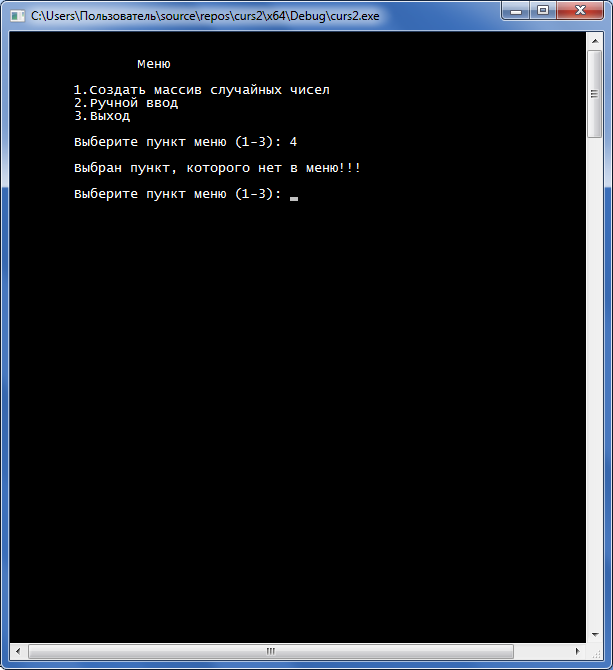 C:\Users\Пользователь\source\repos\curs2\x64\Debug\curs2.exe
Меню
1.Создать массив случайных чисел
2.Ручной ввод
3.Выход
Выберите пункт меню (1-3): 4
Выбран пункт, которого нет в меню!!!
Выберите пункт меню (1-3):